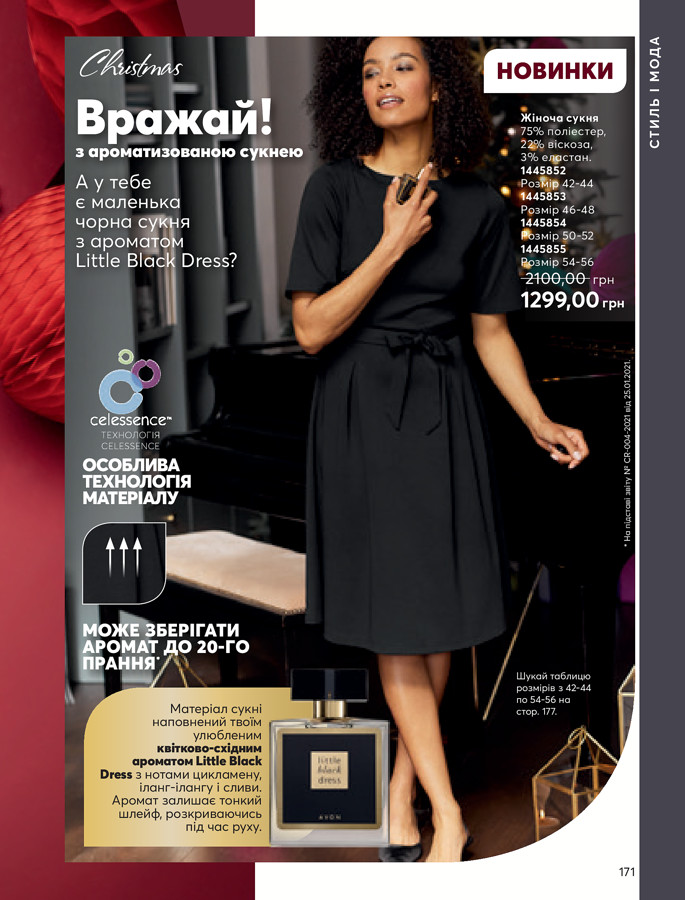 Christmas
Вражай!
з ароматизованою сукнею
А у тебе
є маленька
чорна сукня
з ароматом
Little Black Dress?
НОВИНКИ
СТИЛЬ І МОДА
Жіноча сукня
75% поліестер,
22% віскоза,
3% еластан.
1445852
Розмір 42-44
1445853
Розмір 46-48
1445854
Розмір 50-52
1445855
Розмір 54-56
2100,00 грн
1299,00 грн
* На підставі звіту № CR-004-2021 від 25.01.2021.
celessence™
ТЕХНОЛОГІЯ
CELESSENCE
ОСОБЛИВА
ТЕХНОЛОГІЯ
МАТЕРІАЛУ
МОЖЕ ЗБЕРІГАТИ
АРОМАТ ДО 20-ГО
ПРАННЯ*
Шукай таблицю
розмірів з 42-44
по 54-56 на
стор. 177.
Матеріал сукні
наповнений твоїм
улюбленим
квітково-східним
ароматом Little Black
Dress з нотами цикламену,
іланг-ілангу і сливи.
Аромат залишає тонкий
шлейф, розкриваючись
під час руху.
little
black
dress
AVON
171